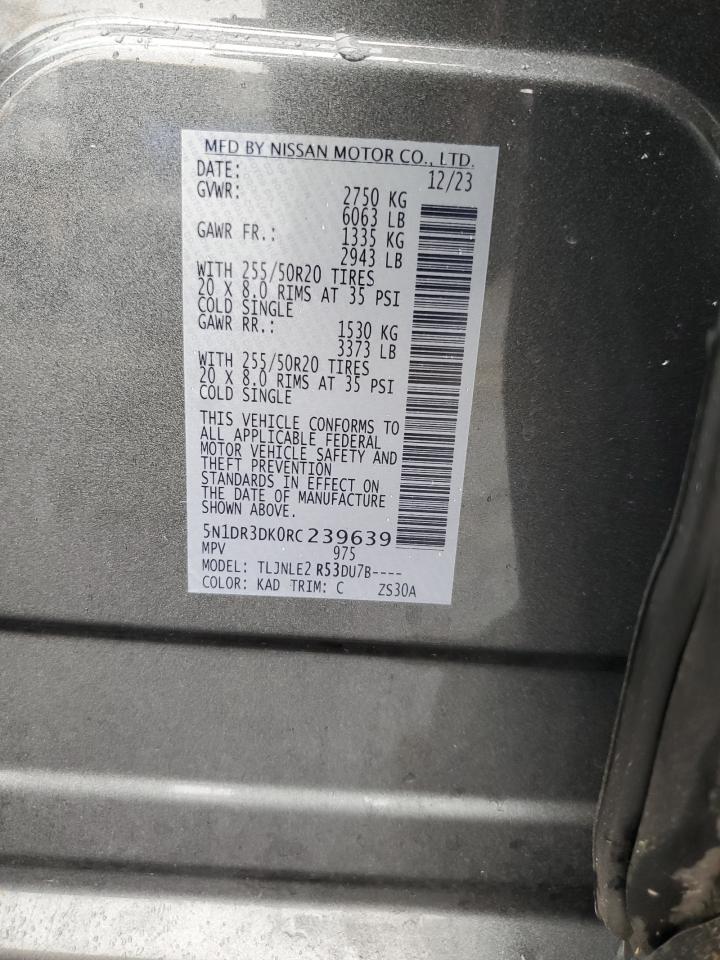 MFD BY NISSAN MOTOR CO., LTD.
DATE: 12/23
GVWR: 2750 KG
6063 LB
GAWR FR.: 1335 KG
2943 LB
WITH 255/50R20 TIRES
20 X 8.0 RIMS AT 35 PSI
COLD SINGLE
GAWR RR.: 1530 KG
3373 LB
WITH 255/50R20 TIRES
20 X 8.0 RIMS AT 35 PSI
COLD SINGLE
THIS VEHICLE CONFORMS TO
ALL APPLICABLE FEDERAL
MOTOR VEHICLE SAFETY AND
THEFT PREVENTION
STANDARDS IN EFFECT ON
THE DATE OF MANUFACTURE
SHOWN ABOVE.
5N1DR3DK0RC239639
MPV 975
MODEL: TLJNLE2 R53DU7B----
COLOR: KAD TRIM: C ZS30A